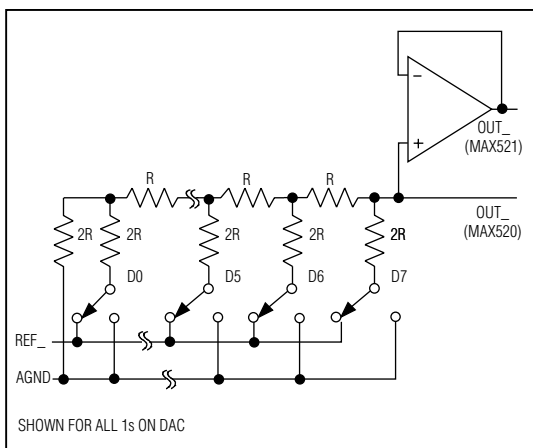 −
+
OUT_
(MAX521)
R
R
R
OUT_
(MAX520)
2R
2R
2R
2R
2R
D0
D5
D6
D7
REF_
AGND
SHOWN FOR ALL 1s ON DAC